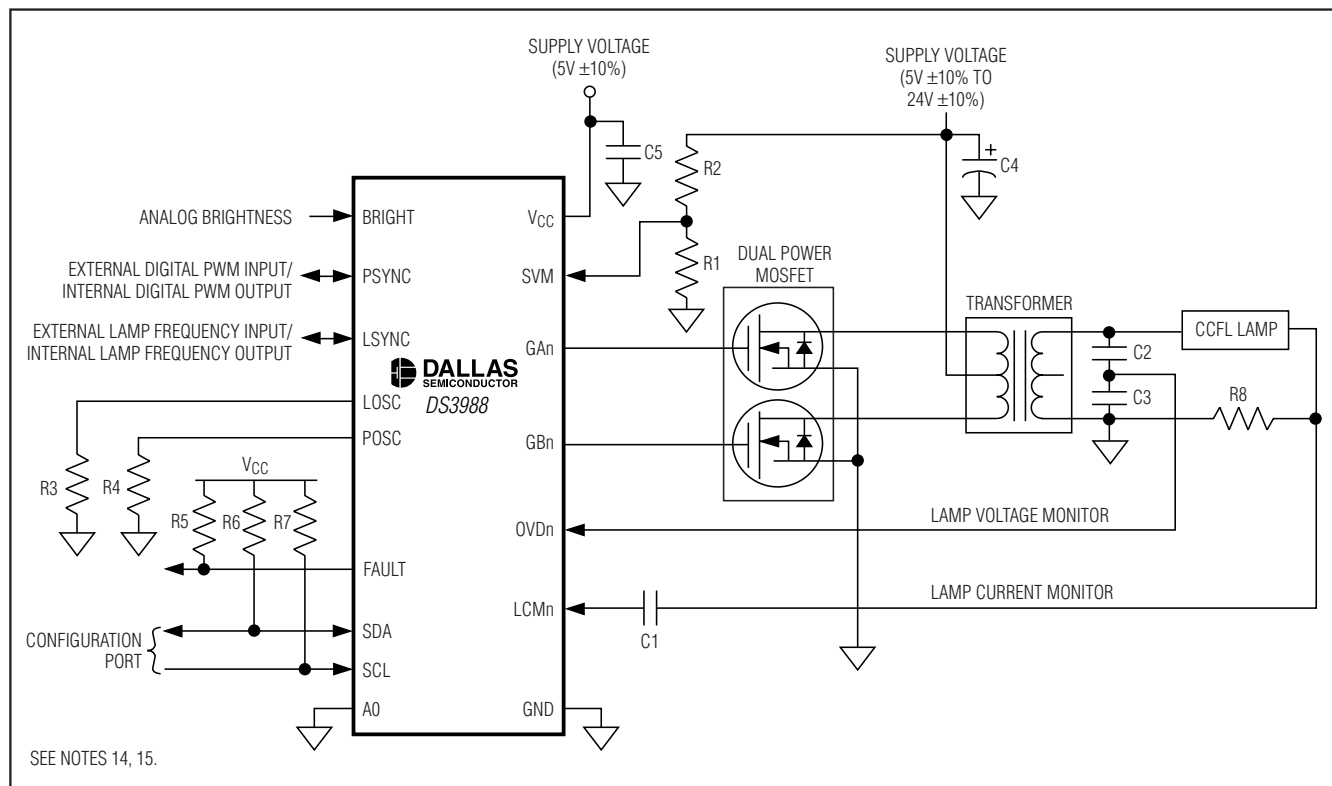 SUPPLY VOLTAGE
(5V ±10%)
SUPPLY VOLTAGE
(5V ±10% TO
24V ±10%)
C5
R2
+
C4
ANALOG BRIGHTNESS
BRIGHT
VCC
EXTERNAL DIGITAL PWM INPUT/
INTERNAL DIGITAL PWM OUTPUT
PSYNC
SVM
R1
DUAL POWER
MOSFET
TRANSFORMER
EXTERNAL LAMP FREQUENCY INPUT/
INTERNAL LAMP FREQUENCY OUTPUT
LSYNC
GAn
CCFL LAMP
C2
DALLAS
SEMICONDUCTOR
DS3988
C3
R8
LOSC
POSC
GBn
R3
R4
VCC
R5
R6
R7
OVDn
LAMP VOLTAGE MONITOR
FAULT
LCMn
C1
LAMP CURRENT MONITOR
CONFIGURATION
PORT
SDA
SCL
A0
GND
SEE NOTES 14, 15.